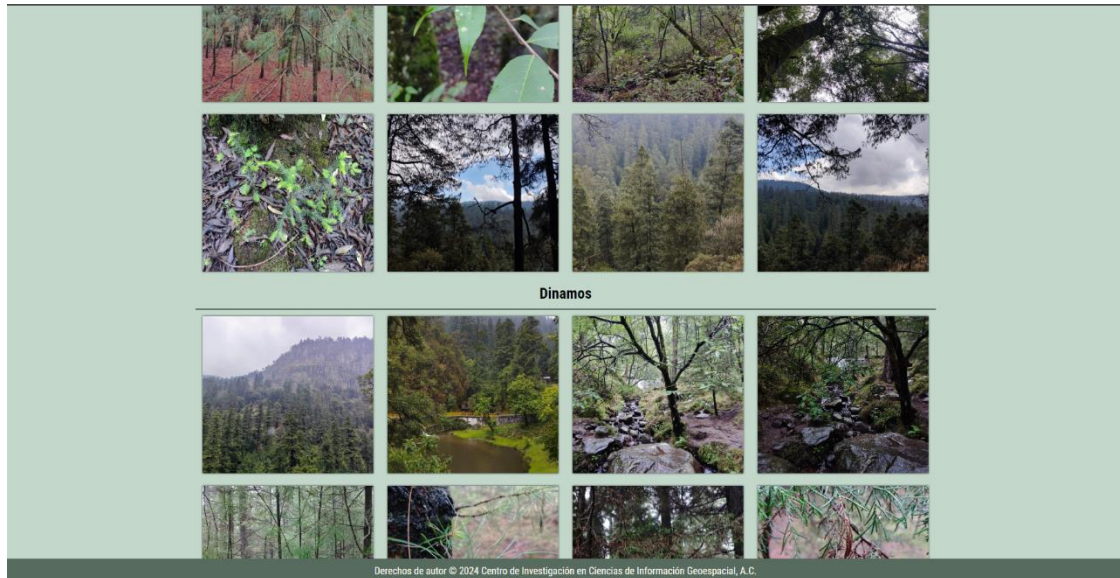 Dinamos
Derechos de autor © 2024 Centro de Investigación en Ciencias de Información Geoespacial, A.C.